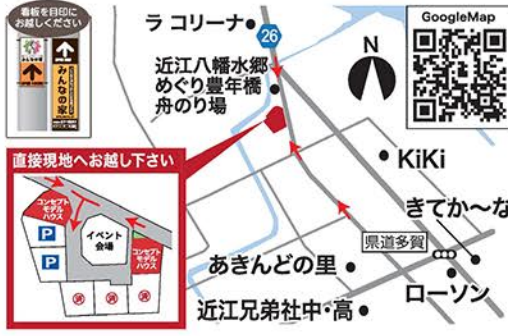 看板を目印に
お越しください
みんなの家
ラ コリーナ
26
近江八幡水郷
めぐり豊年橋
舟のり場
N
GoogleMap
KiKi
きてか〜な
県道多賀
ローソン
あきんどの里
近江兄弟社中・高
直接現地へお越し下さい
コンセプト
モデル
ハウス
イベント
会場
コンセプト
モデル
ハウス
P
P
済
済
済